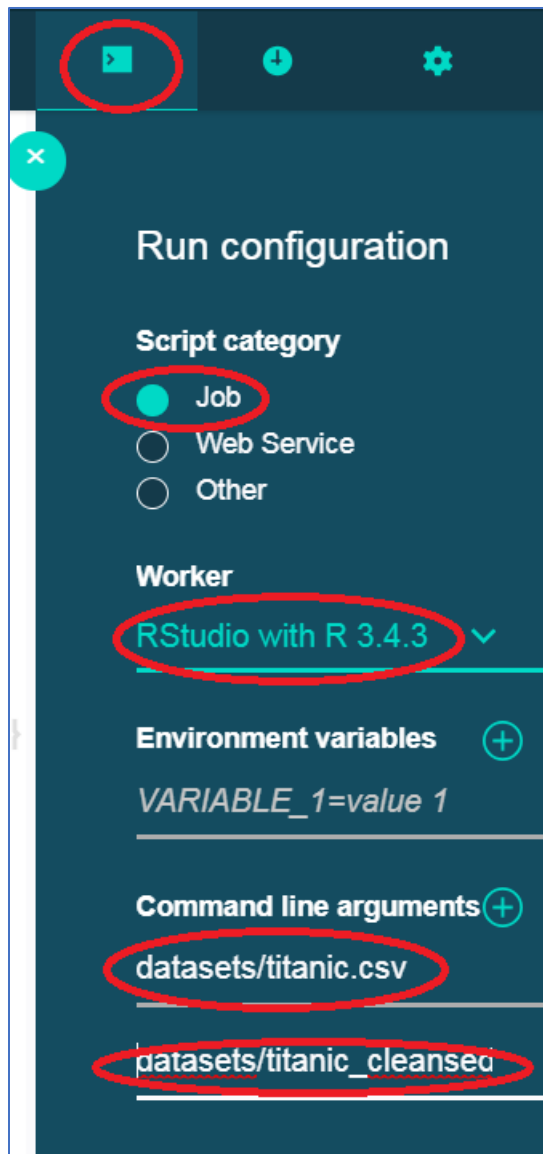 Run configuration
Script category
Job
Web Service
Other
Worker
RStudio with R 3.4.3
Environment variables
VARIABLE_1=value 1
Command line arguments
datasets/titanic.csv
datasets/titanic_cleansed